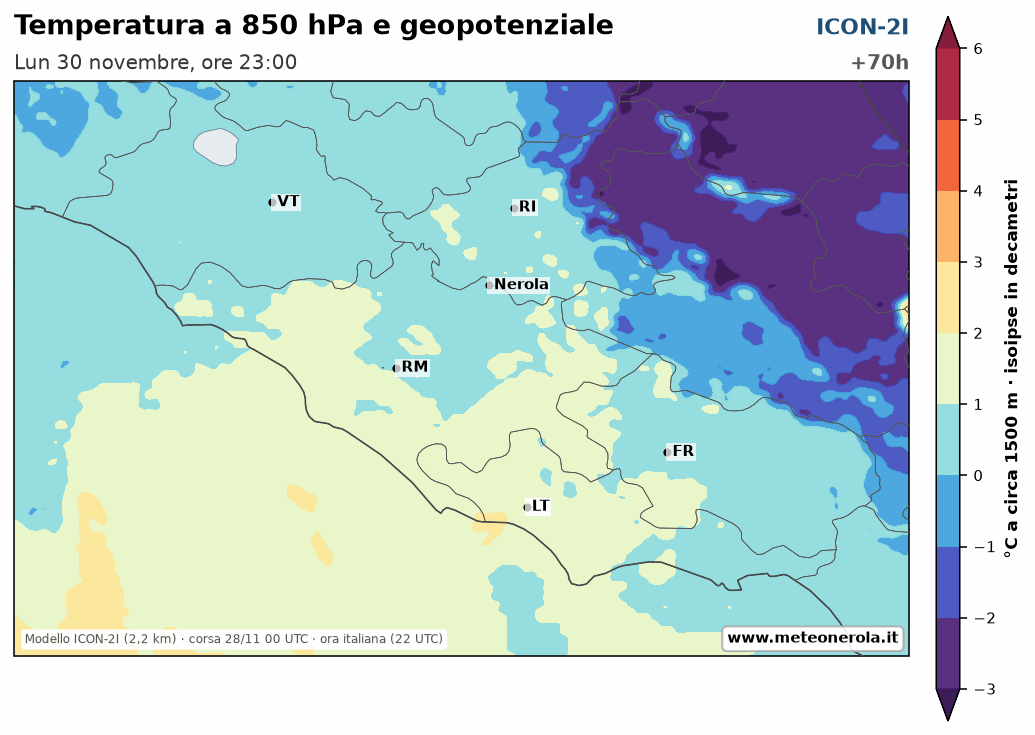 Temperatura a 850 hPa e geopotenziale
ICON-2I
Lun 30 novembre, ore 23:00
+70h
VT
RI
Nerola
RM
FR
LT
Modello ICON-2I (2,2 km) · corsa 28/11 00 UTC · ora italiana (22 UTC)
www.meteonerola.it
6
5
4
3
2
1
0
−1
−2
−3
°C a circa 1500 m · isoipse in decametri